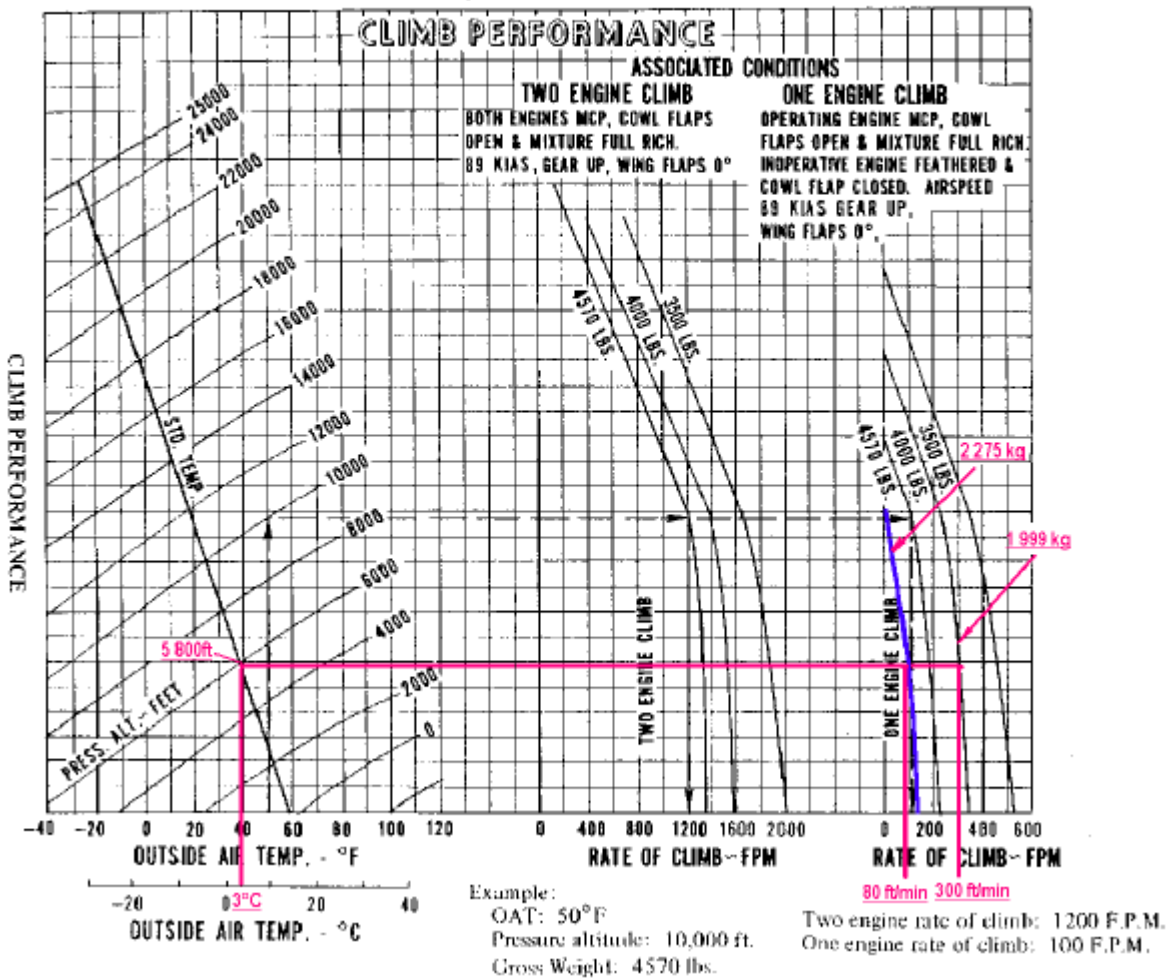 CLIMB PERFORMANCE
ASSOCIATED CONDITIONS
TWO ENGINE CLIMB
BOTH ENGINES MCP, COWL FLAPS
OPEN & MIXTURE FULL RICH.
89 KIAS, GEAR UP, WING FLAPS 0°
ONE ENGINE CLIMB
OPERATING ENGINE MCP, COWL
FLAPS OPEN & MIXTURE FULL RICH.
INOPERATIVE ENGINE FEATHERED &
COWL FLAP CLOSED. AIRSPEED
89 KIAS GEAR UP,
WING FLAPS 0°.
CLIMB PERFORMANCE
25000
24000
22000
20000
18000
16000
14000
12000
10000
8000
6000
4000
2000
0
STD. TEMP.
PRESS. ALT.~FEET
5 800ft
4570 LBS.
4000 LBS.
3500 LBS.
TWO ENGINE CLIMB
4570 LBS.
4000 LBS.
3500 LBS.
ONE ENGINE CLIMB
2 275 kg
1 999 kg
-40 -20 0 20 40 60 80 100 120
OUTSIDE AIR TEMP. - °F
0 400 800 1200 1600 2000
RATE OF CLIMB~FPM
0 200 400 600
RATE OF CLIMB~FPM
-20 0 3°C 20 40
OUTSIDE AIR TEMP. - °C
80 ft/min 300 ft/min
Example:
OAT: 50°F
Pressure altitude: 10,000 ft.
Gross Weight: 4570 lbs.
Two engine rate of climb: 1200 F.P.M.
One engine rate of climb: 100 F.P.M.